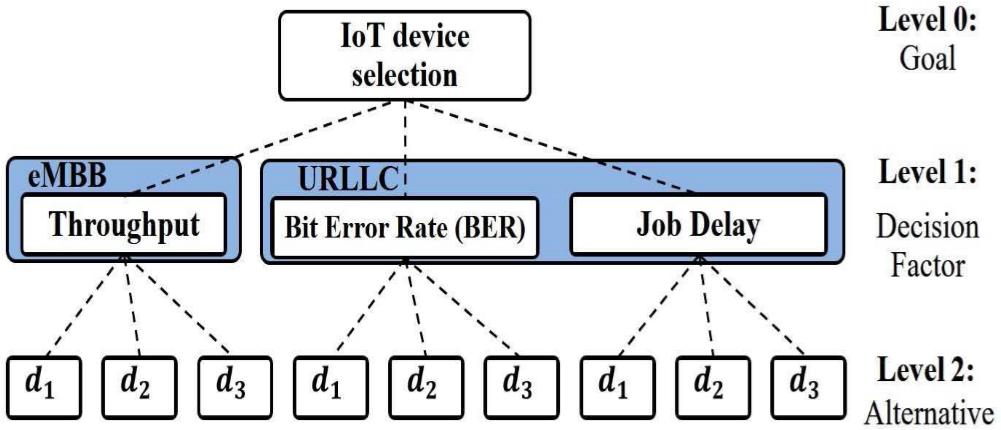 IoT device
selection
Level 0:
Goal
eMBB
URLLC
Level 1:
Throughput
Bit Error Rate (BER)
Job Delay
Decision
Factor
d₁ d₂ d₃ d₁ d₂ d₃ d₁ d₂ d₃
Level 2:
Alternative